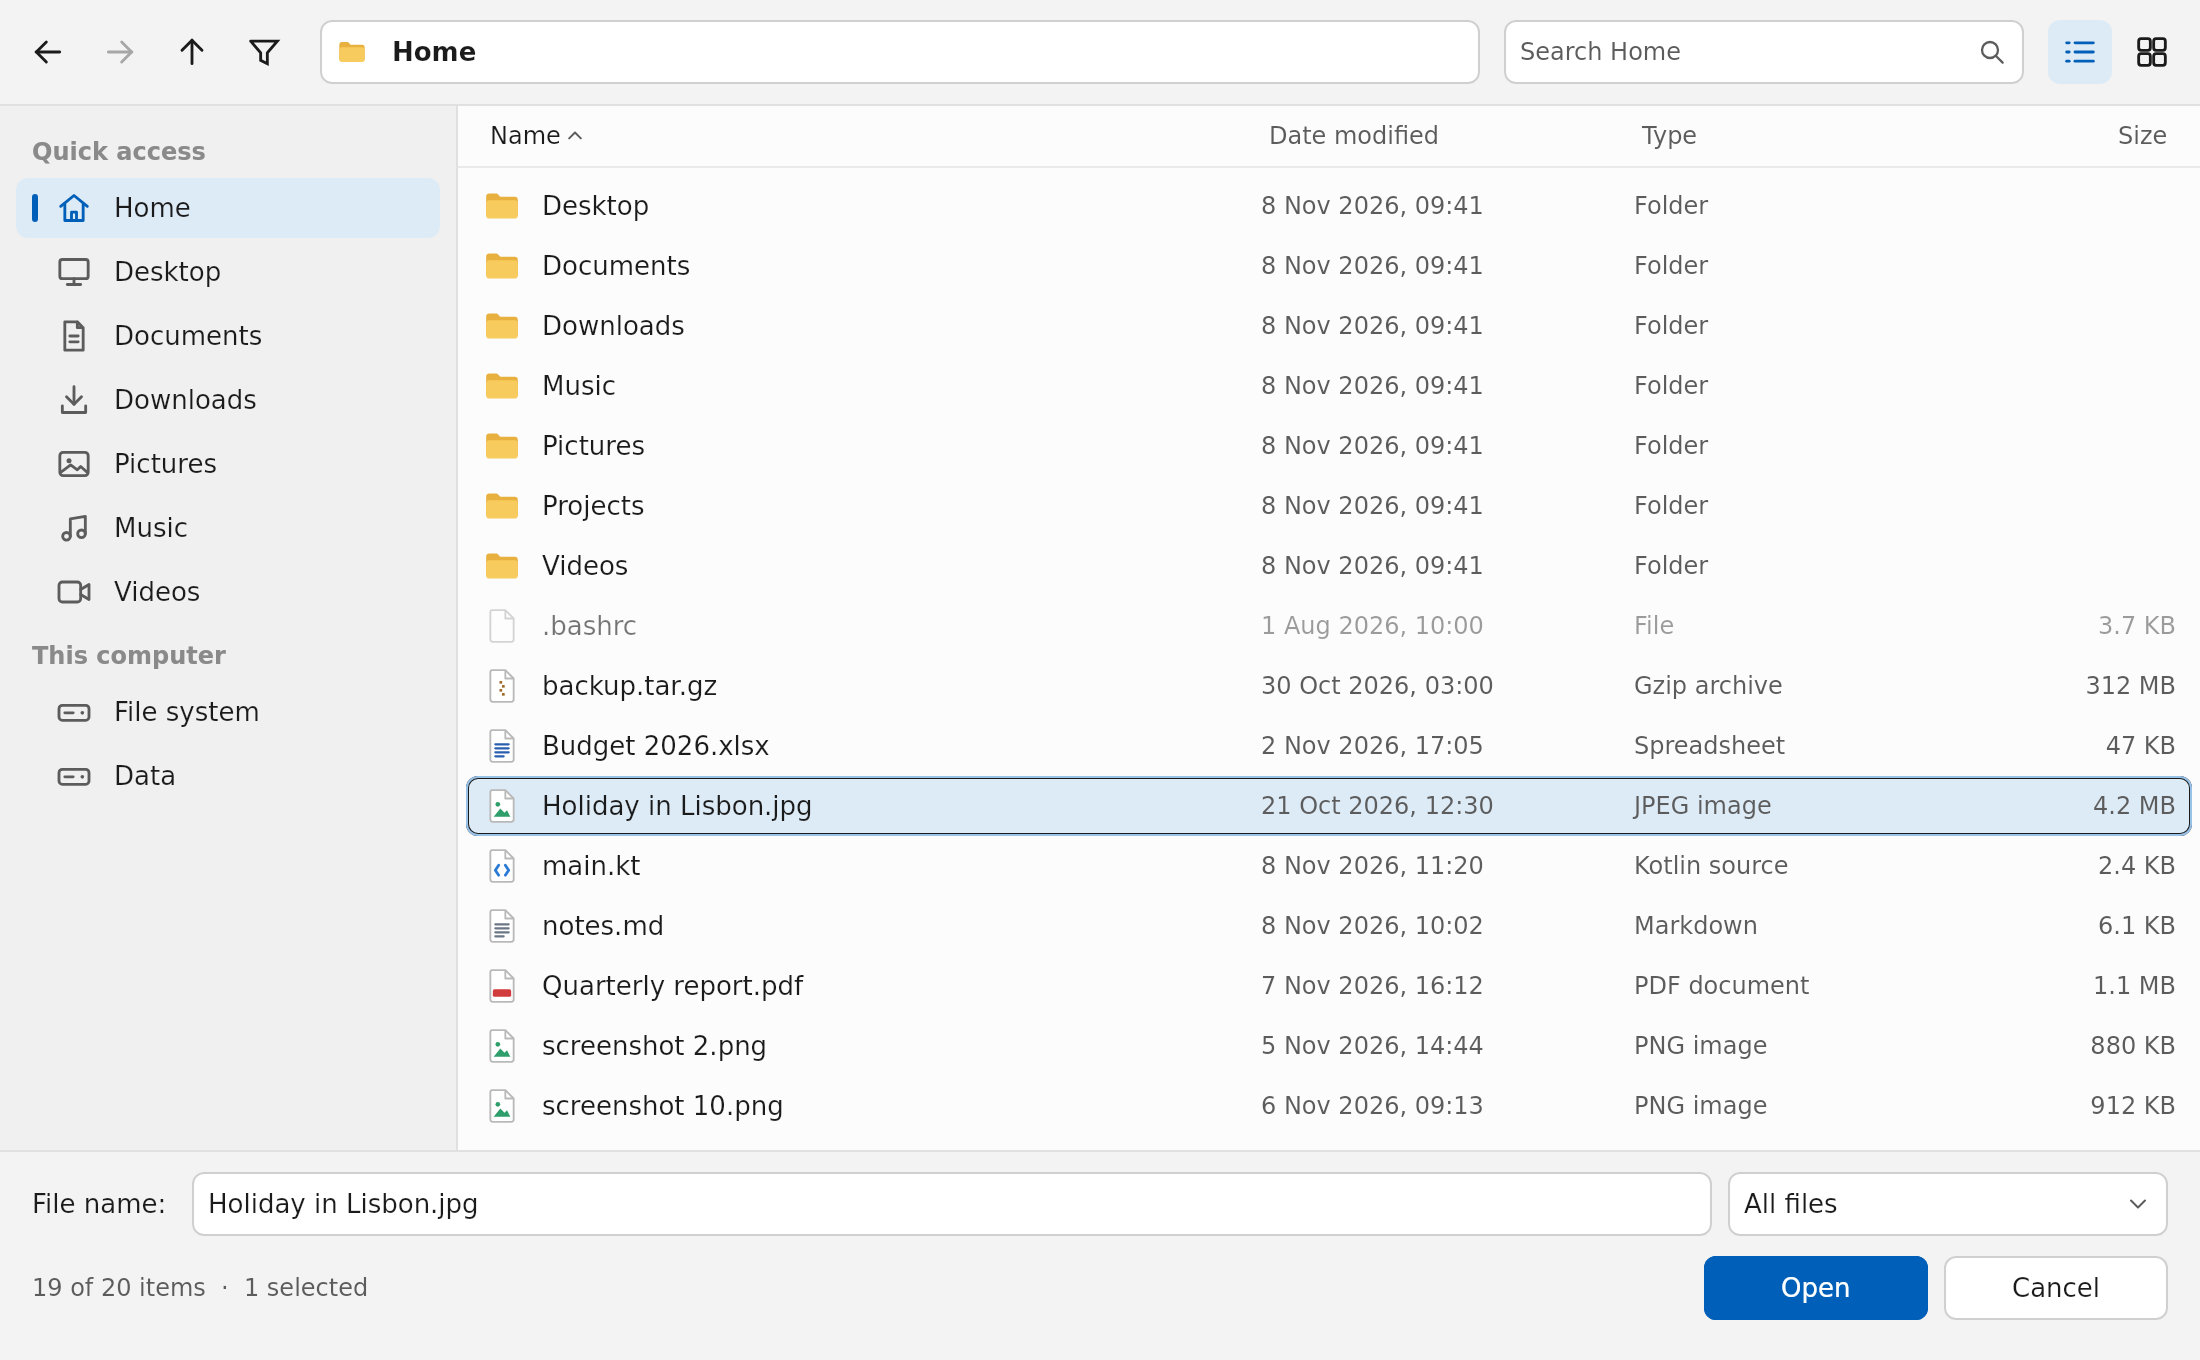 Home
Search Home
Quick access
Home
Desktop
Documents
Downloads
Pictures
Music
Videos
This computer
File system
Data
Name Date modified Type Size
Desktop 8 Nov 2026, 09:41 Folder
Documents 8 Nov 2026, 09:41 Folder
Downloads 8 Nov 2026, 09:41 Folder
Music 8 Nov 2026, 09:41 Folder
Pictures 8 Nov 2026, 09:41 Folder
Projects 8 Nov 2026, 09:41 Folder
Videos 8 Nov 2026, 09:41 Folder
.bashrc 1 Aug 2026, 10:00 File 3.7 KB
backup.tar.gz 30 Oct 2026, 03:00 Gzip archive 312 MB
Budget 2026.xlsx 2 Nov 2026, 17:05 Spreadsheet 47 KB
Holiday in Lisbon.jpg 21 Oct 2026, 12:30 JPEG image 4.2 MB
main.kt 8 Nov 2026, 11:20 Kotlin source 2.4 KB
notes.md 8 Nov 2026, 10:02 Markdown 6.1 KB
Quarterly report.pdf 7 Nov 2026, 16:12 PDF document 1.1 MB
screenshot 2.png 5 Nov 2026, 14:44 PNG image 880 KB
screenshot 10.png 6 Nov 2026, 09:13 PNG image 912 KB
File name: Holiday in Lisbon.jpg All files
19 of 20 items · 1 selected
Open Cancel